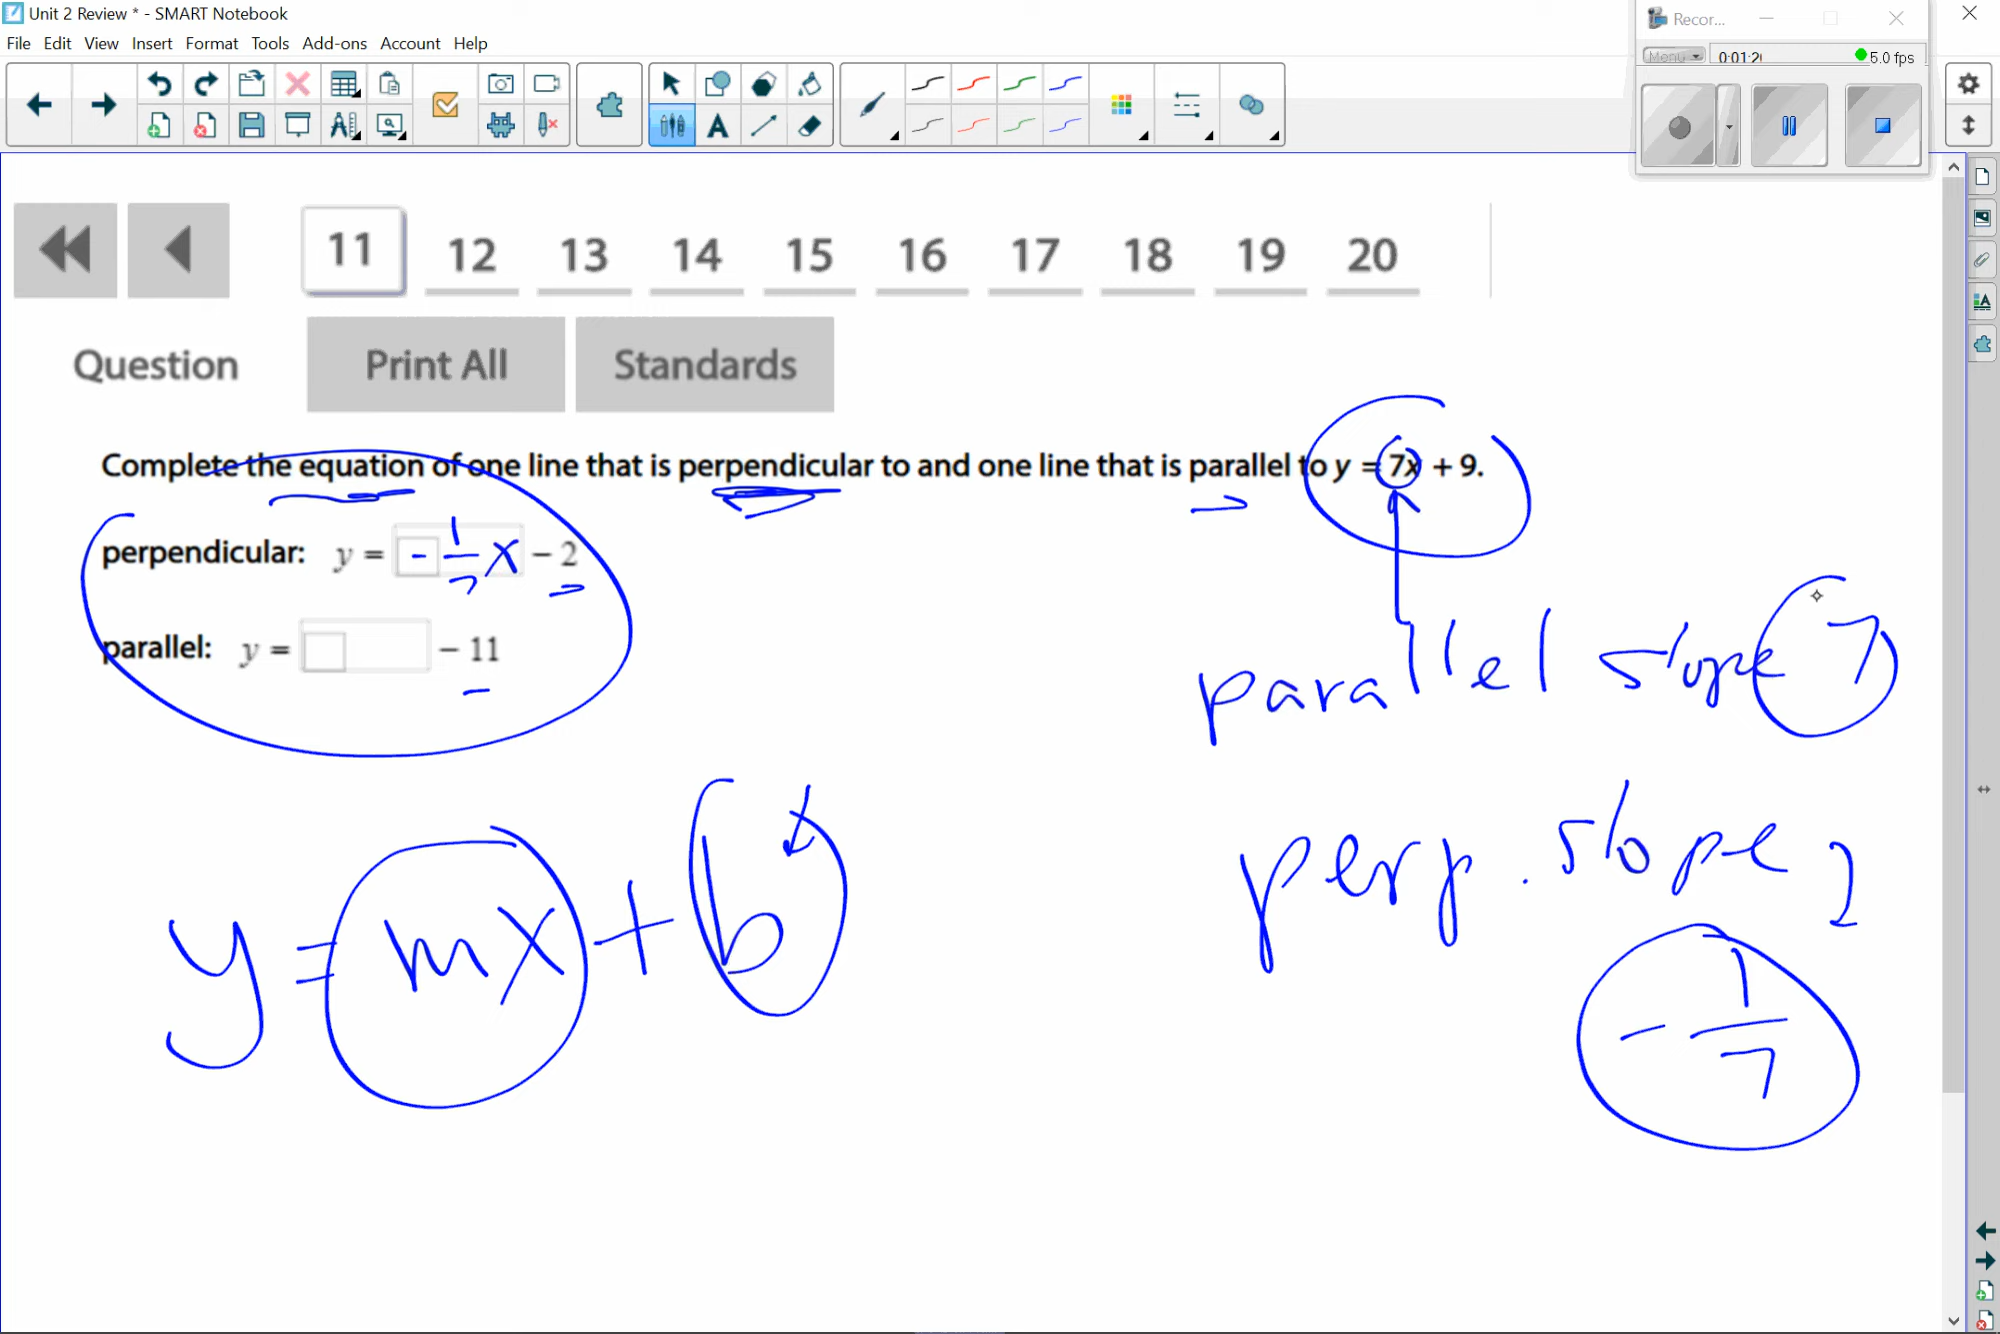 Unit 2 Review * - SMART Notebook
Recor...
File Edit View Insert Format Tools Add-ons Account Help
Menu 0:01:2 5.0 fps
11 12 13 14 15 16 17 18 19 20
Question Print All Standards
Complete the equation of one line that is perpendicular to and one line that is parallel to y = 7x + 9.
perpendicular: y = - 1/7 x - 2
parallel: y = - 11
parallel slope 7
perp. slope
- 1/7
y = mx + b